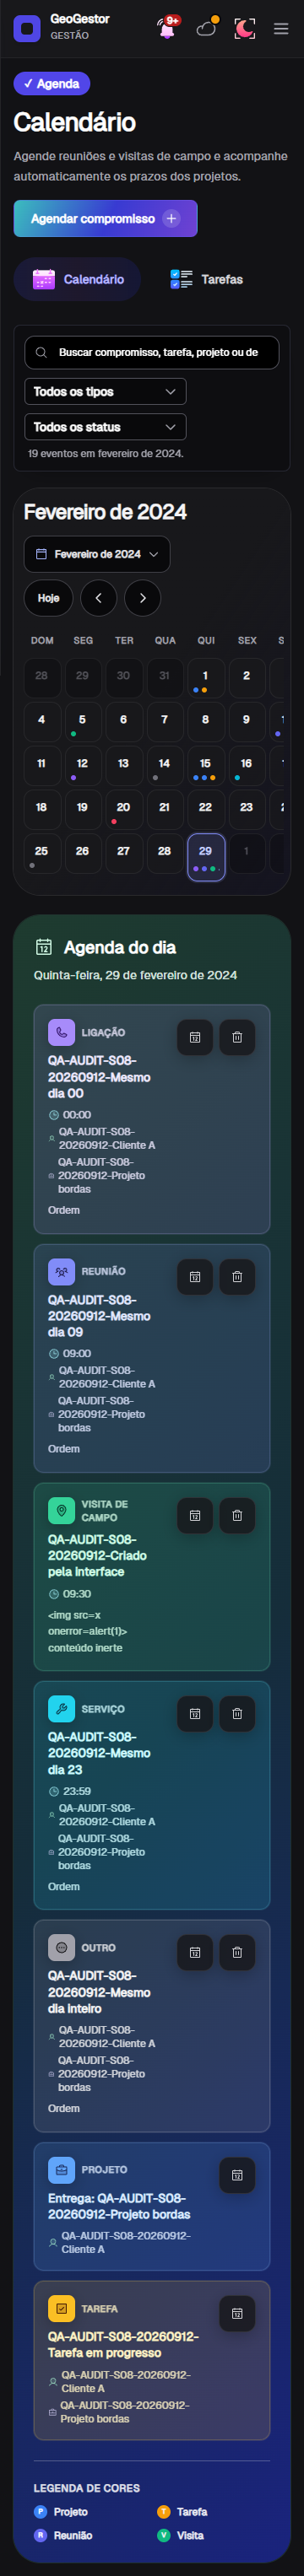 GeoGestor
GESTÃO
9+
✓ Agenda
Calendário
Agende reuniões e visitas de campo e acompanhe
automaticamente os prazos dos projetos.
Agendar compromisso
Calendário
Tarefas
Buscar compromisso, tarefa, projeto ou de
Todos os tipos
Todos os status
19 eventos em fevereiro de 2024.
Fevereiro de 2024
Fevereiro de 2024
Hoje
DOM SEG TER QUA QUI SEX S
28 29 30 31 1 2
4 5 6 7 8 9 1
11 12 13 14 15 16 1
18 19 20 21 22 23 2
25 26 27 28 29 1
Agenda do dia
Quinta-feira, 29 de fevereiro de 2024
LIGAÇÃO
QA-AUDIT-S08-
20260912-Mesmo
dia 00
00:00
QA-AUDIT-S08-
20260912-Cliente A
QA-AUDIT-S08-
20260912-Projeto
bordas
Ordem
REUNIÃO
QA-AUDIT-S08-
20260912-Mesmo
dia 09
09:00
QA-AUDIT-S08-
20260912-Cliente A
QA-AUDIT-S08-
20260912-Projeto
bordas
Ordem
VISITA DE
CAMPO
QA-AUDIT-S08-
20260912-Criado
pela interface
09:30
<img src=x
onerror=alert(1)>
conteúdo inerte
SERVIÇO
QA-AUDIT-S08-
20260912-Mesmo
dia 23
23:59
QA-AUDIT-S08-
20260912-Cliente A
QA-AUDIT-S08-
20260912-Projeto
bordas
Ordem
OUTRO
QA-AUDIT-S08-
20260912-Mesmo
dia inteiro
QA-AUDIT-S08-
20260912-Cliente A
QA-AUDIT-S08-
20260912-Projeto
bordas
Ordem
PROJETO
Entrega: QA-AUDIT-S08-
20260912-Projeto bordas
QA-AUDIT-S08-20260912-
Cliente A
TAREFA
QA-AUDIT-S08-20260912-
Tarefa em progresso
QA-AUDIT-S08-20260912-
Cliente A
QA-AUDIT-S08-20260912-
Projeto bordas
LEGENDA DE CORES
P Projeto
T Tarefa
R Reunião
V Visita